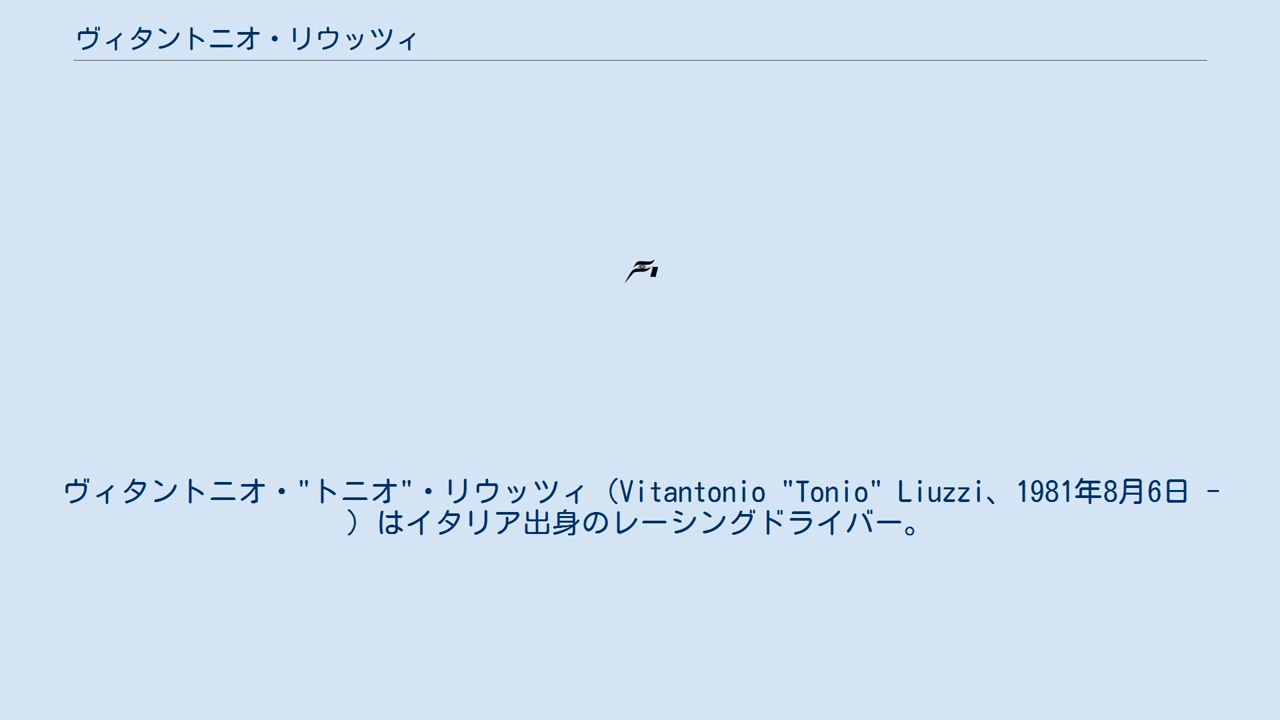 ヴィタントニオ・リウッツィ
ヴィタントニオ・"トニオ"・リウッツィ（Vitantonio "Tonio" Liuzzi、1981年8月6日 -
）はイタリア出身のレーシングドライバー。